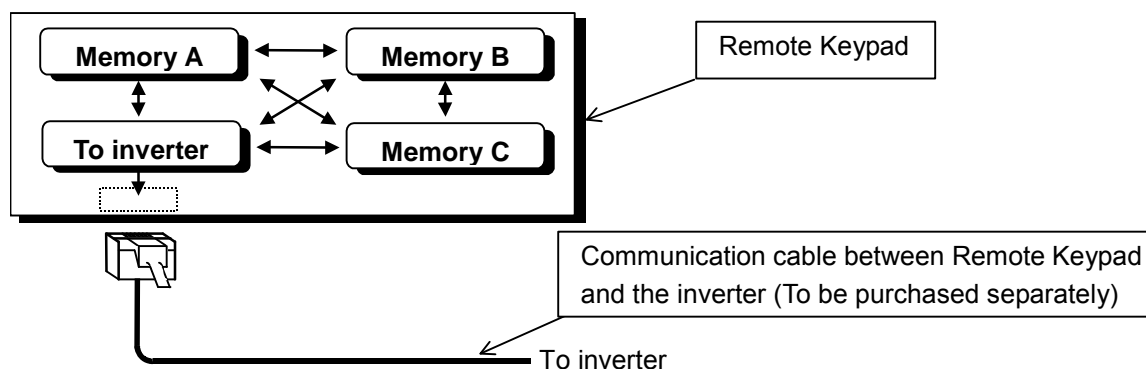 Memory A
Memory B
Remote Keypad
To inverter
Memory C
Communication cable between Remote Keypad
and the inverter (To be purchased separately)
To inverter